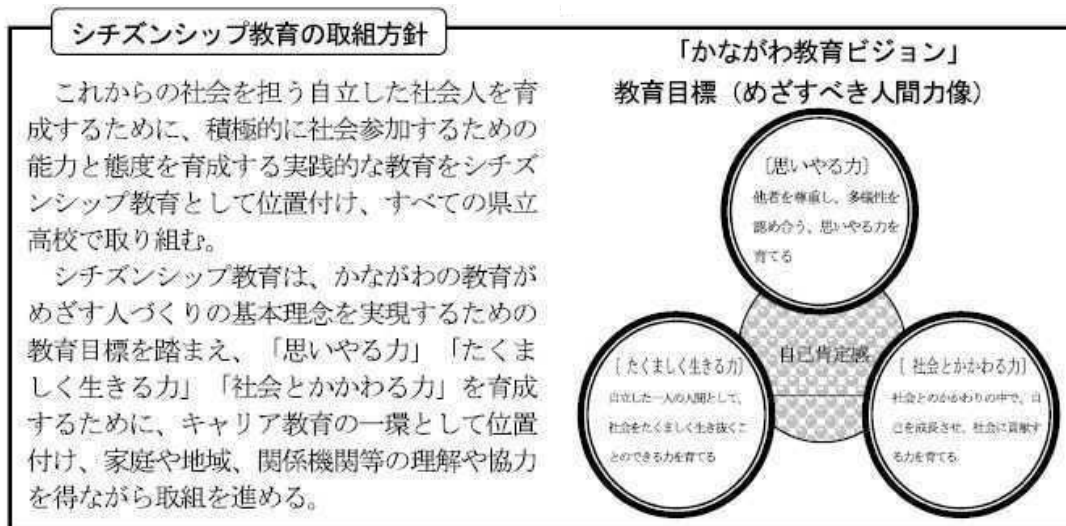 シチズンシップ教育の取組方針
これからの社会を担う自立した社会人を育
成するために、積極的に社会参加するための
能力と態度を育成する実践的な教育をシチズ
ンシップ教育として位置付け、すべての県立
高校で取り組む。
シチズンシップ教育は、かながわの教育が
めざす人づくりの基本理念を実現するための
教育目標を踏まえ、「思いやる力」「たくま
しく生きる力」「社会とかかわる力」を育成
するために、キャリア教育の一環として位置
付け、家庭や地域、関係機関等の理解や協力
を得ながら取組を進める。
「かながわ教育ビジョン」
教育目標（めざすべき人間力像）
［思いやる力］
他者を尊重し、多様性を
認め合う、思いやる力を
育てる
自己肯定感
［たくましく生きる力］
自立した一人の人間として、
社会をたくましく生き抜くこ
とのできる力を育てる
［社会とかかわる力］
社会とのかかわりの中で、自
己を成長させ、社会に貢献す
る力を育てる